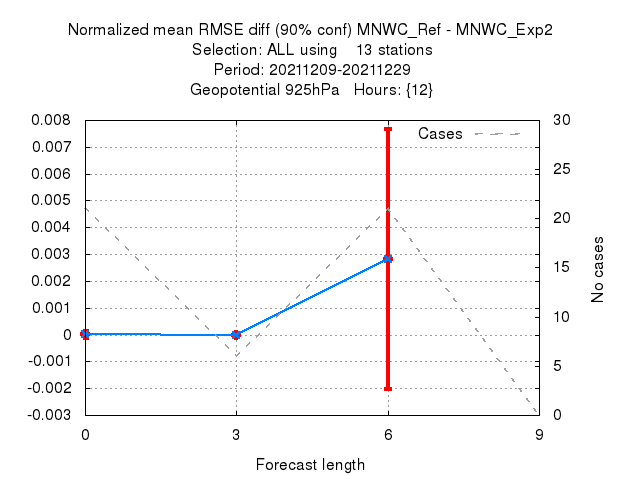 Normalized mean RMSE diff (90% conf) MNWC_Ref - MNWC_Exp2
Selection: ALL using    13 stations
Period: 20211209-20211229
Geopotential 925hPa   Hours: {12}
0.008
0.007
0.006
0.005
0.004
0.003
0.002
0.001
0
-0.001
-0.002
-0.003
Cases
30
25
20
15
10
5
0
No cases
0 3 6 9
Forecast length